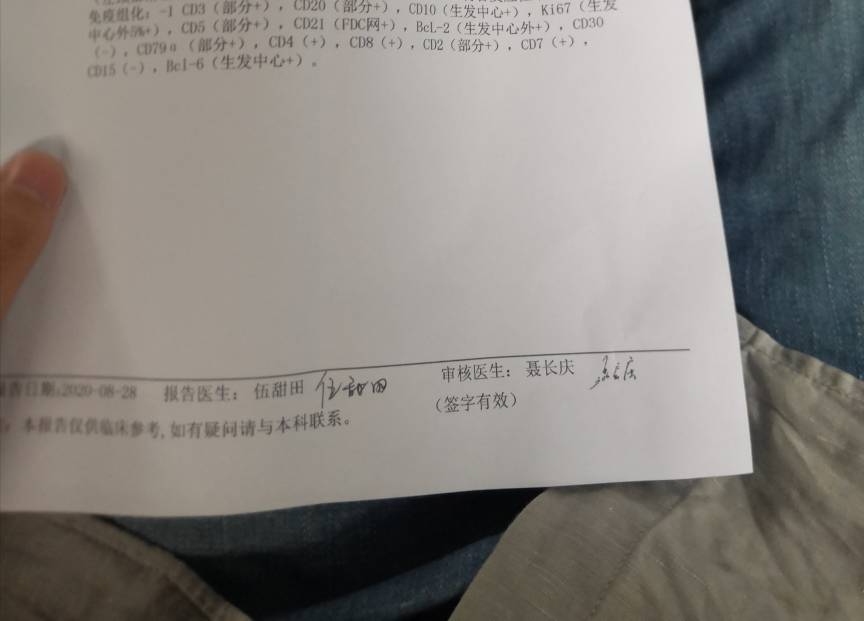 免疫组化：-1 CD3（部分+），CD20（部分+），CD10（生发中心+），Ki67（生发
中心外5%+），CD5（部分+），CD21（FDC网+），BcL-2（生发中心外+），CD30
（-），CD79α（部分+），CD4（+），CD8（+），CD2（部分+），CD7（+），
CD15（-），Bcl-6（生发中心+）。
报告日期:2020-08-28 报告医生： 伍甜田 伍甜田 审核医生： 聂长庆
（签字有效）
本报告仅供临床参考,如有疑问请与本科联系。